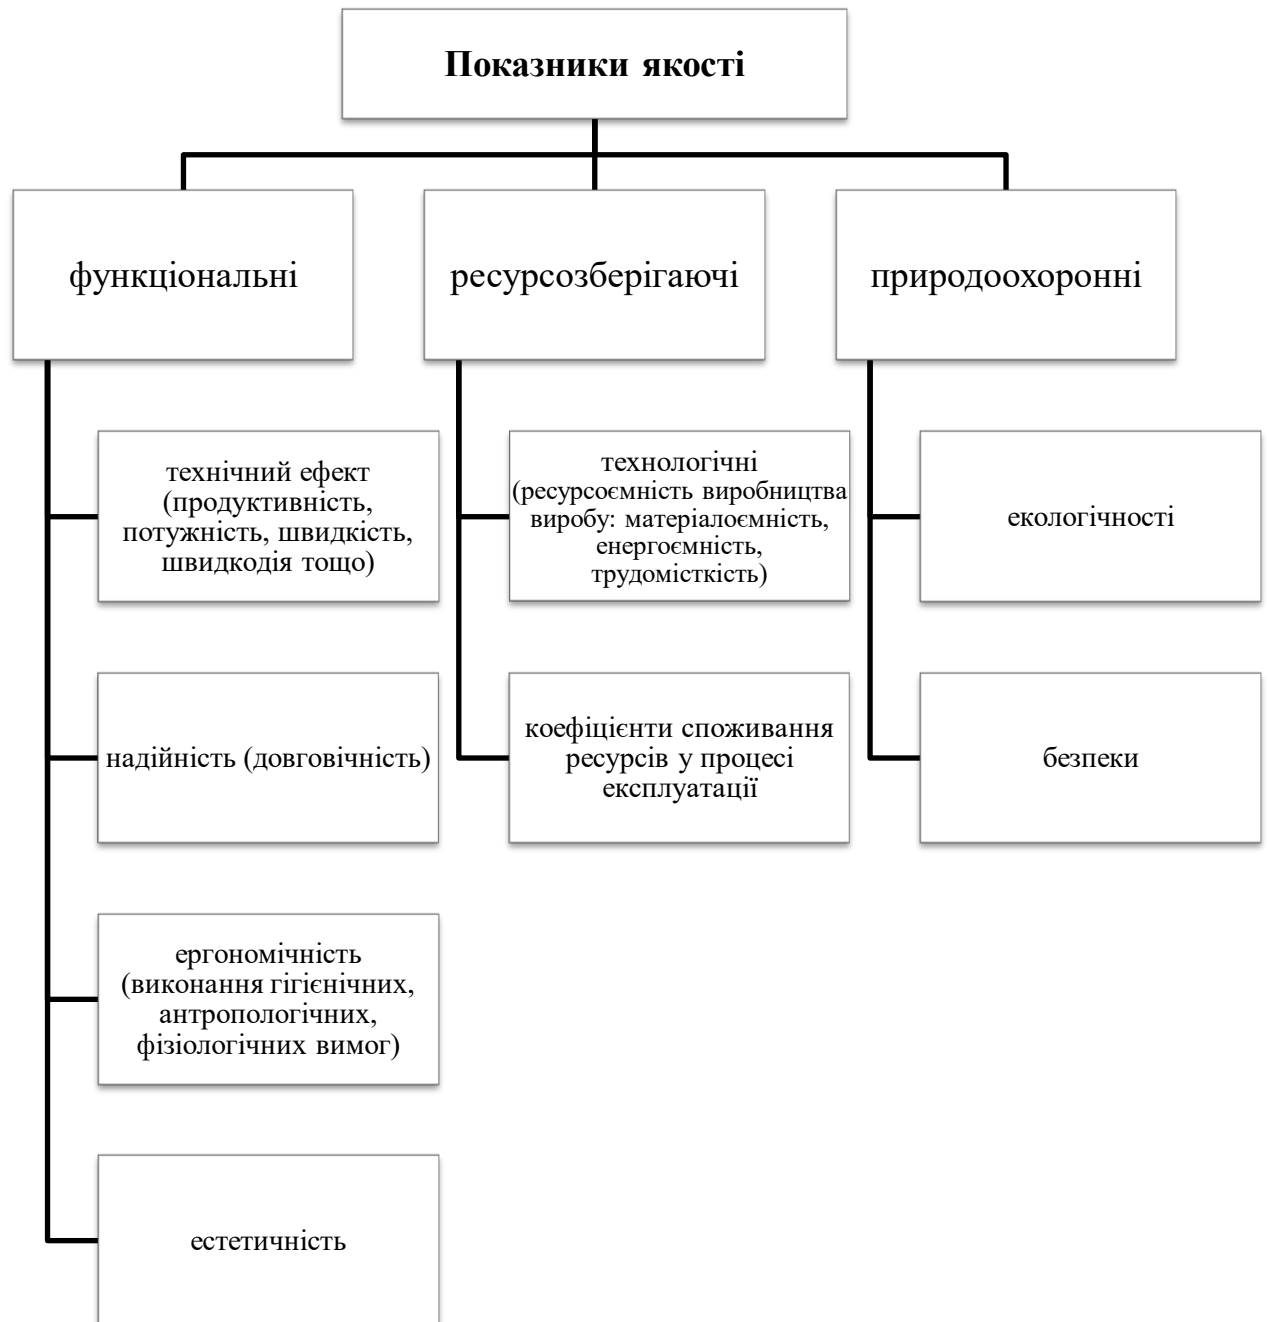 Показники якості
функціональні
ресурсозберігаючі
природоохоронні
технічний ефект
(продуктивність,
потужність, швидкість,
швидкодія тощо)
надійність (довговічність)
ергономічність
(виконання гігієнічних,
антропологічних,
фізіологічних вимог)
естетичність
технологічні
(ресурсоємність виробництва
виробу: матеріалоємність,
енергоємність,
трудомісткість)
коефіцієнти споживання
ресурсів у процесі
експлуатації
екологічності
безпеки